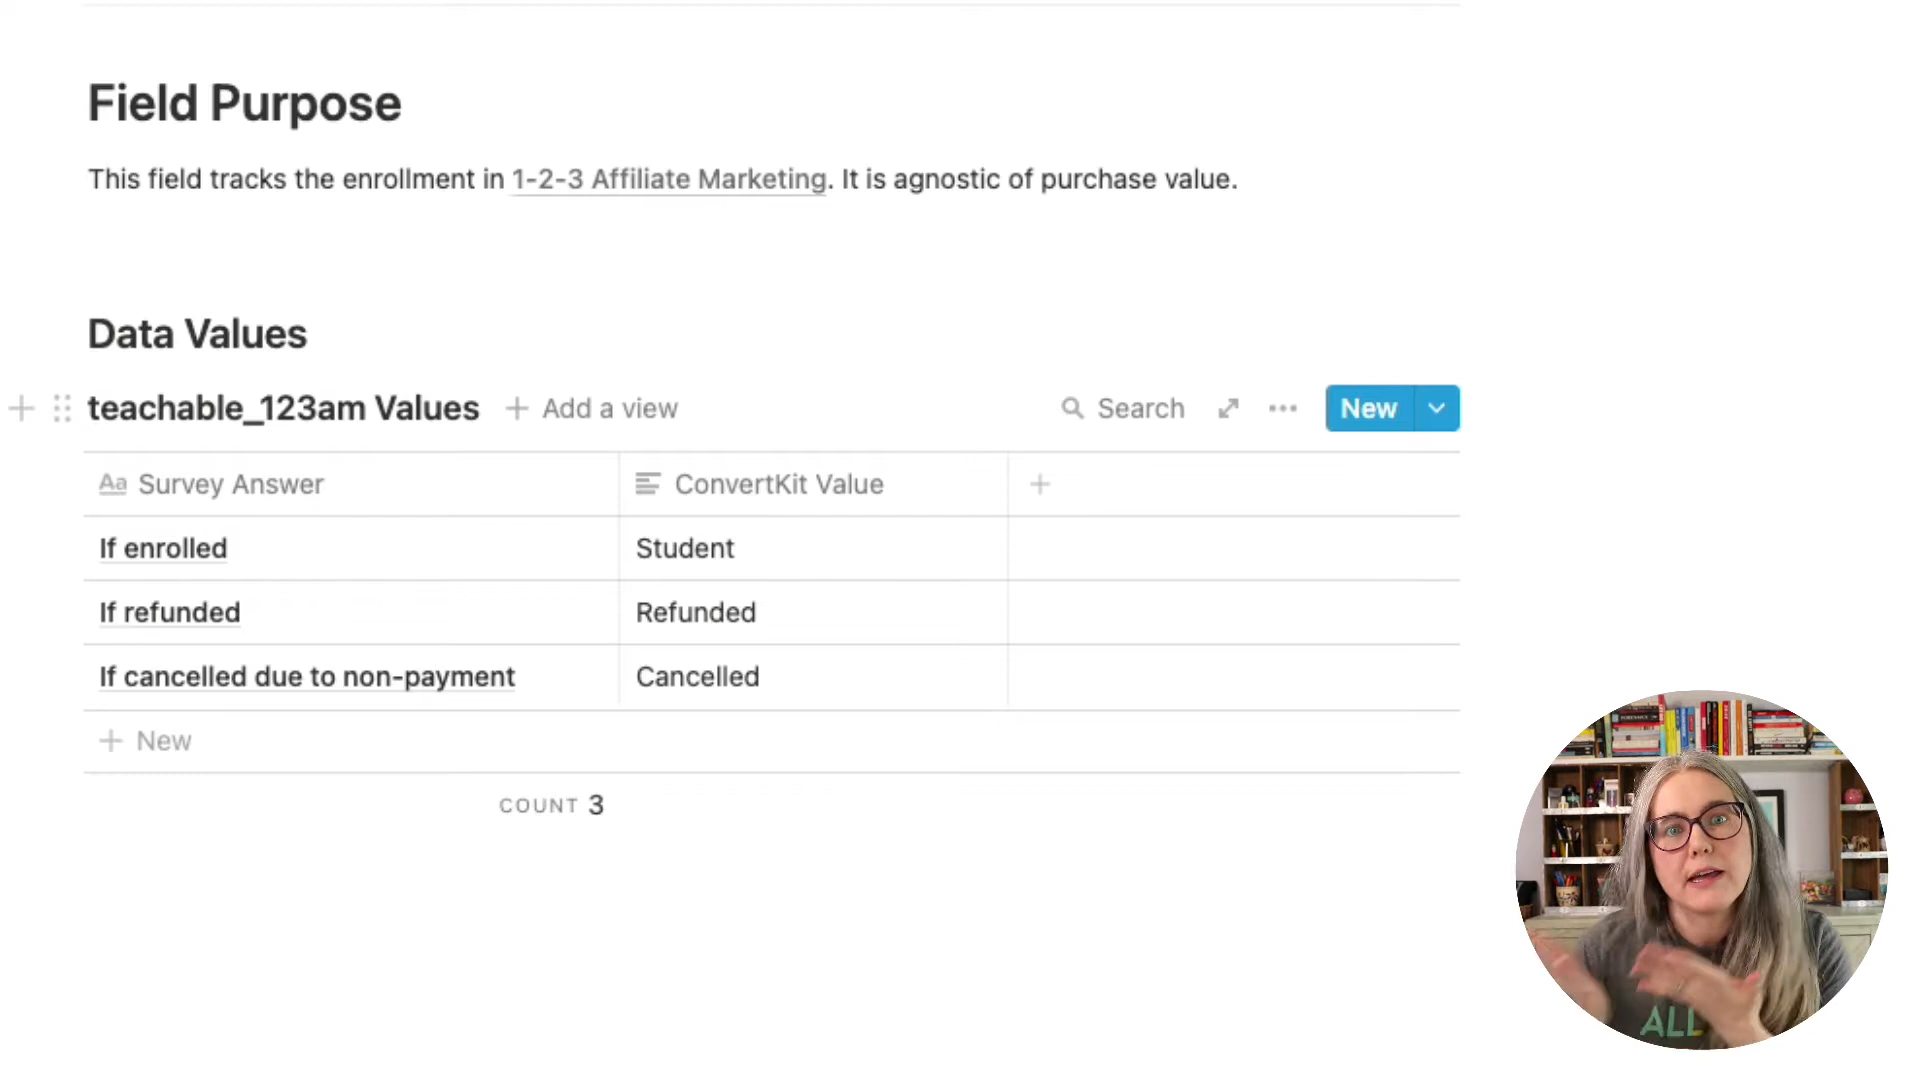 Field Purpose
This field tracks the enrollment in 1-2-3 Affiliate Marketing. It is agnostic of purchase value.
Data Values
teachable_123am Values + Add a view Search ••• New
Aa Survey Answer ConvertKit Value +
If enrolled Student
If refunded Refunded
If cancelled due to non-payment Cancelled
+ New
COUNT 3
ALL